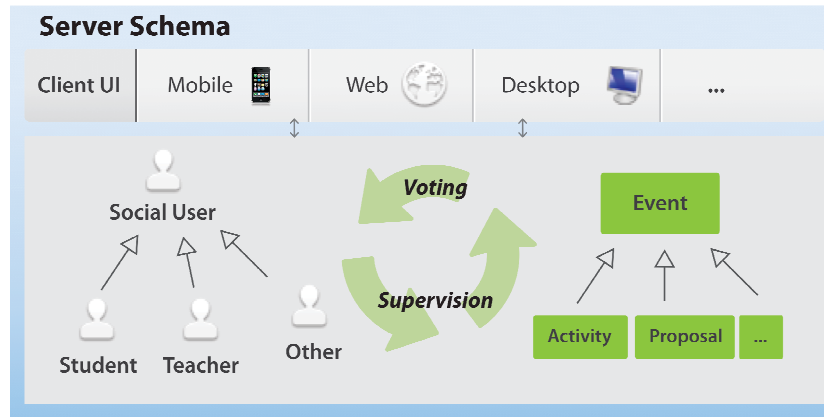 Server Schema
Client UI
Mobile
Web
Desktop
...
Voting
Social User
Event
Supervision
Activity
Proposal
...
Student
Teacher
Other